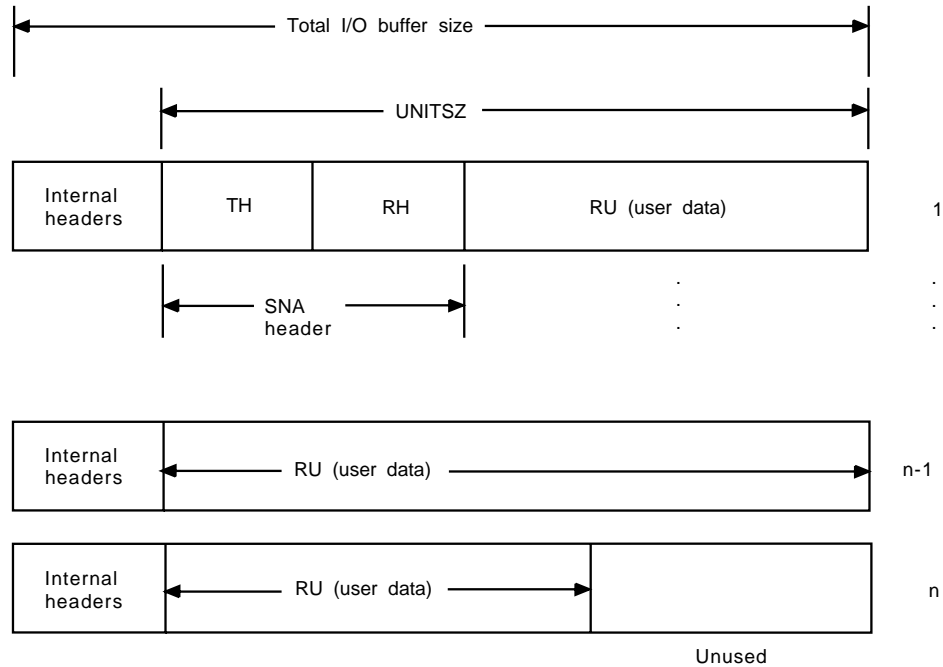 Total I/O buffer size
UNITSZ
Internal
headers
TH
RH
RU (user data)
1
SNA
header
.
.
.
.
.
.
Internal
headers
RU (user data)
n-1
Internal
headers
RU (user data)
n
Unused